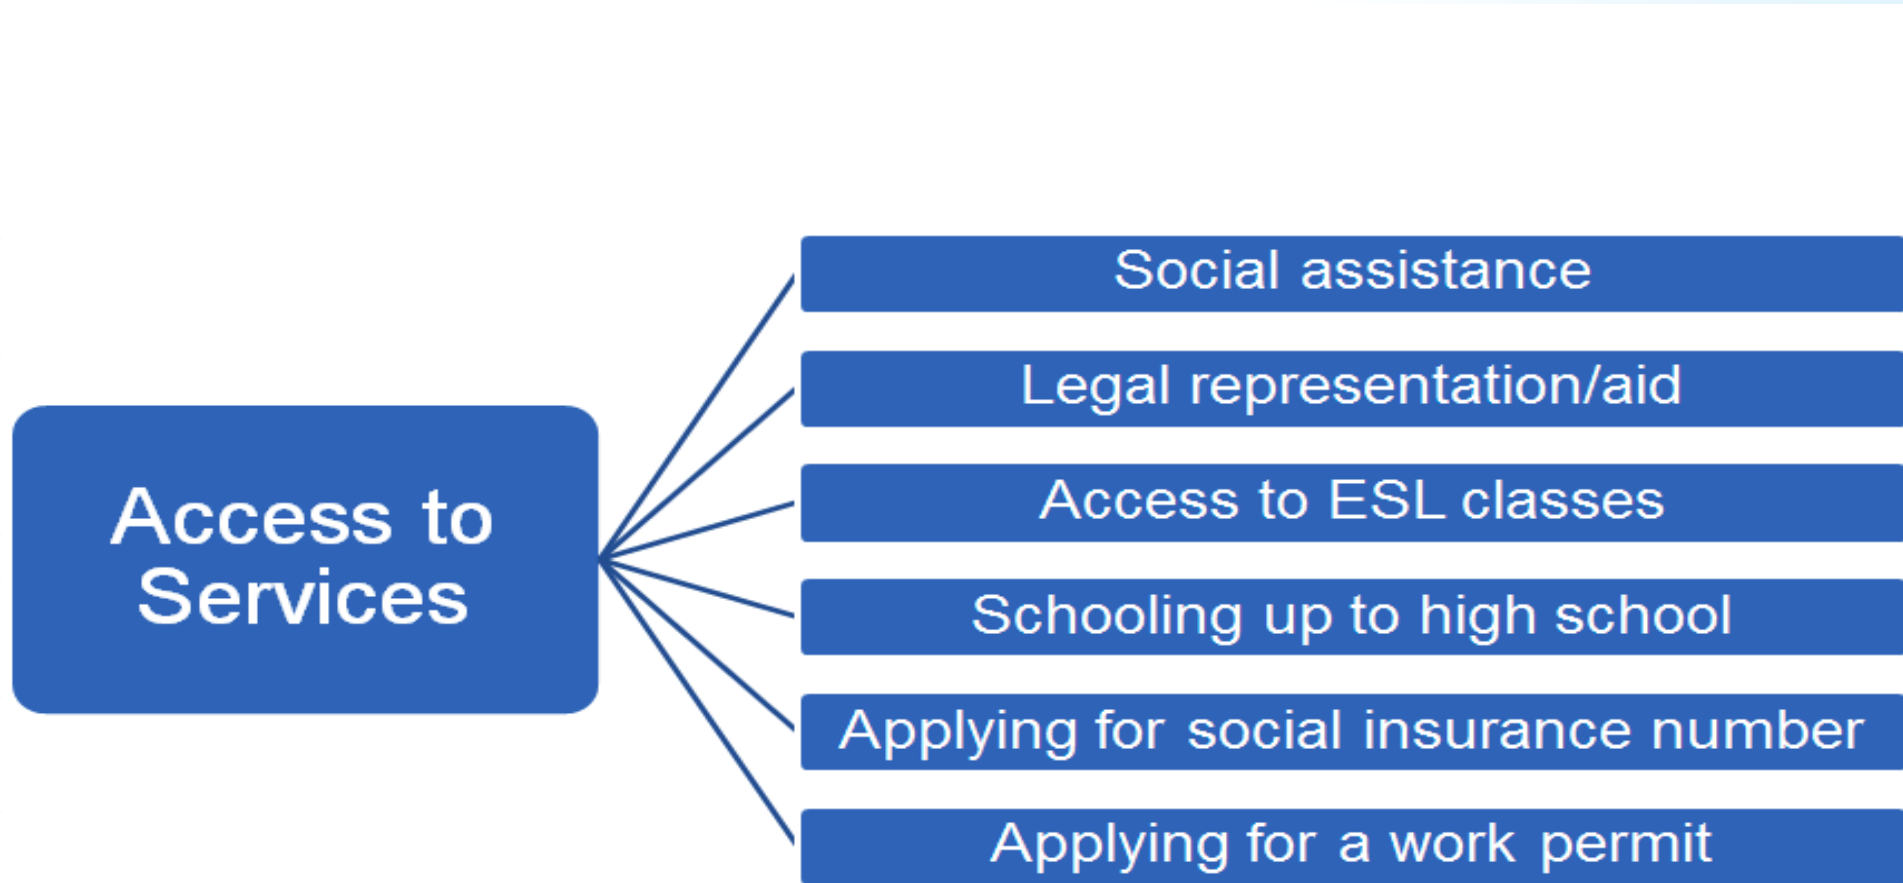 Access to
Services
Social assistance
Legal representation/aid
Access to ESL classes
Schooling up to high school
Applying for social insurance number
Applying for a work permit